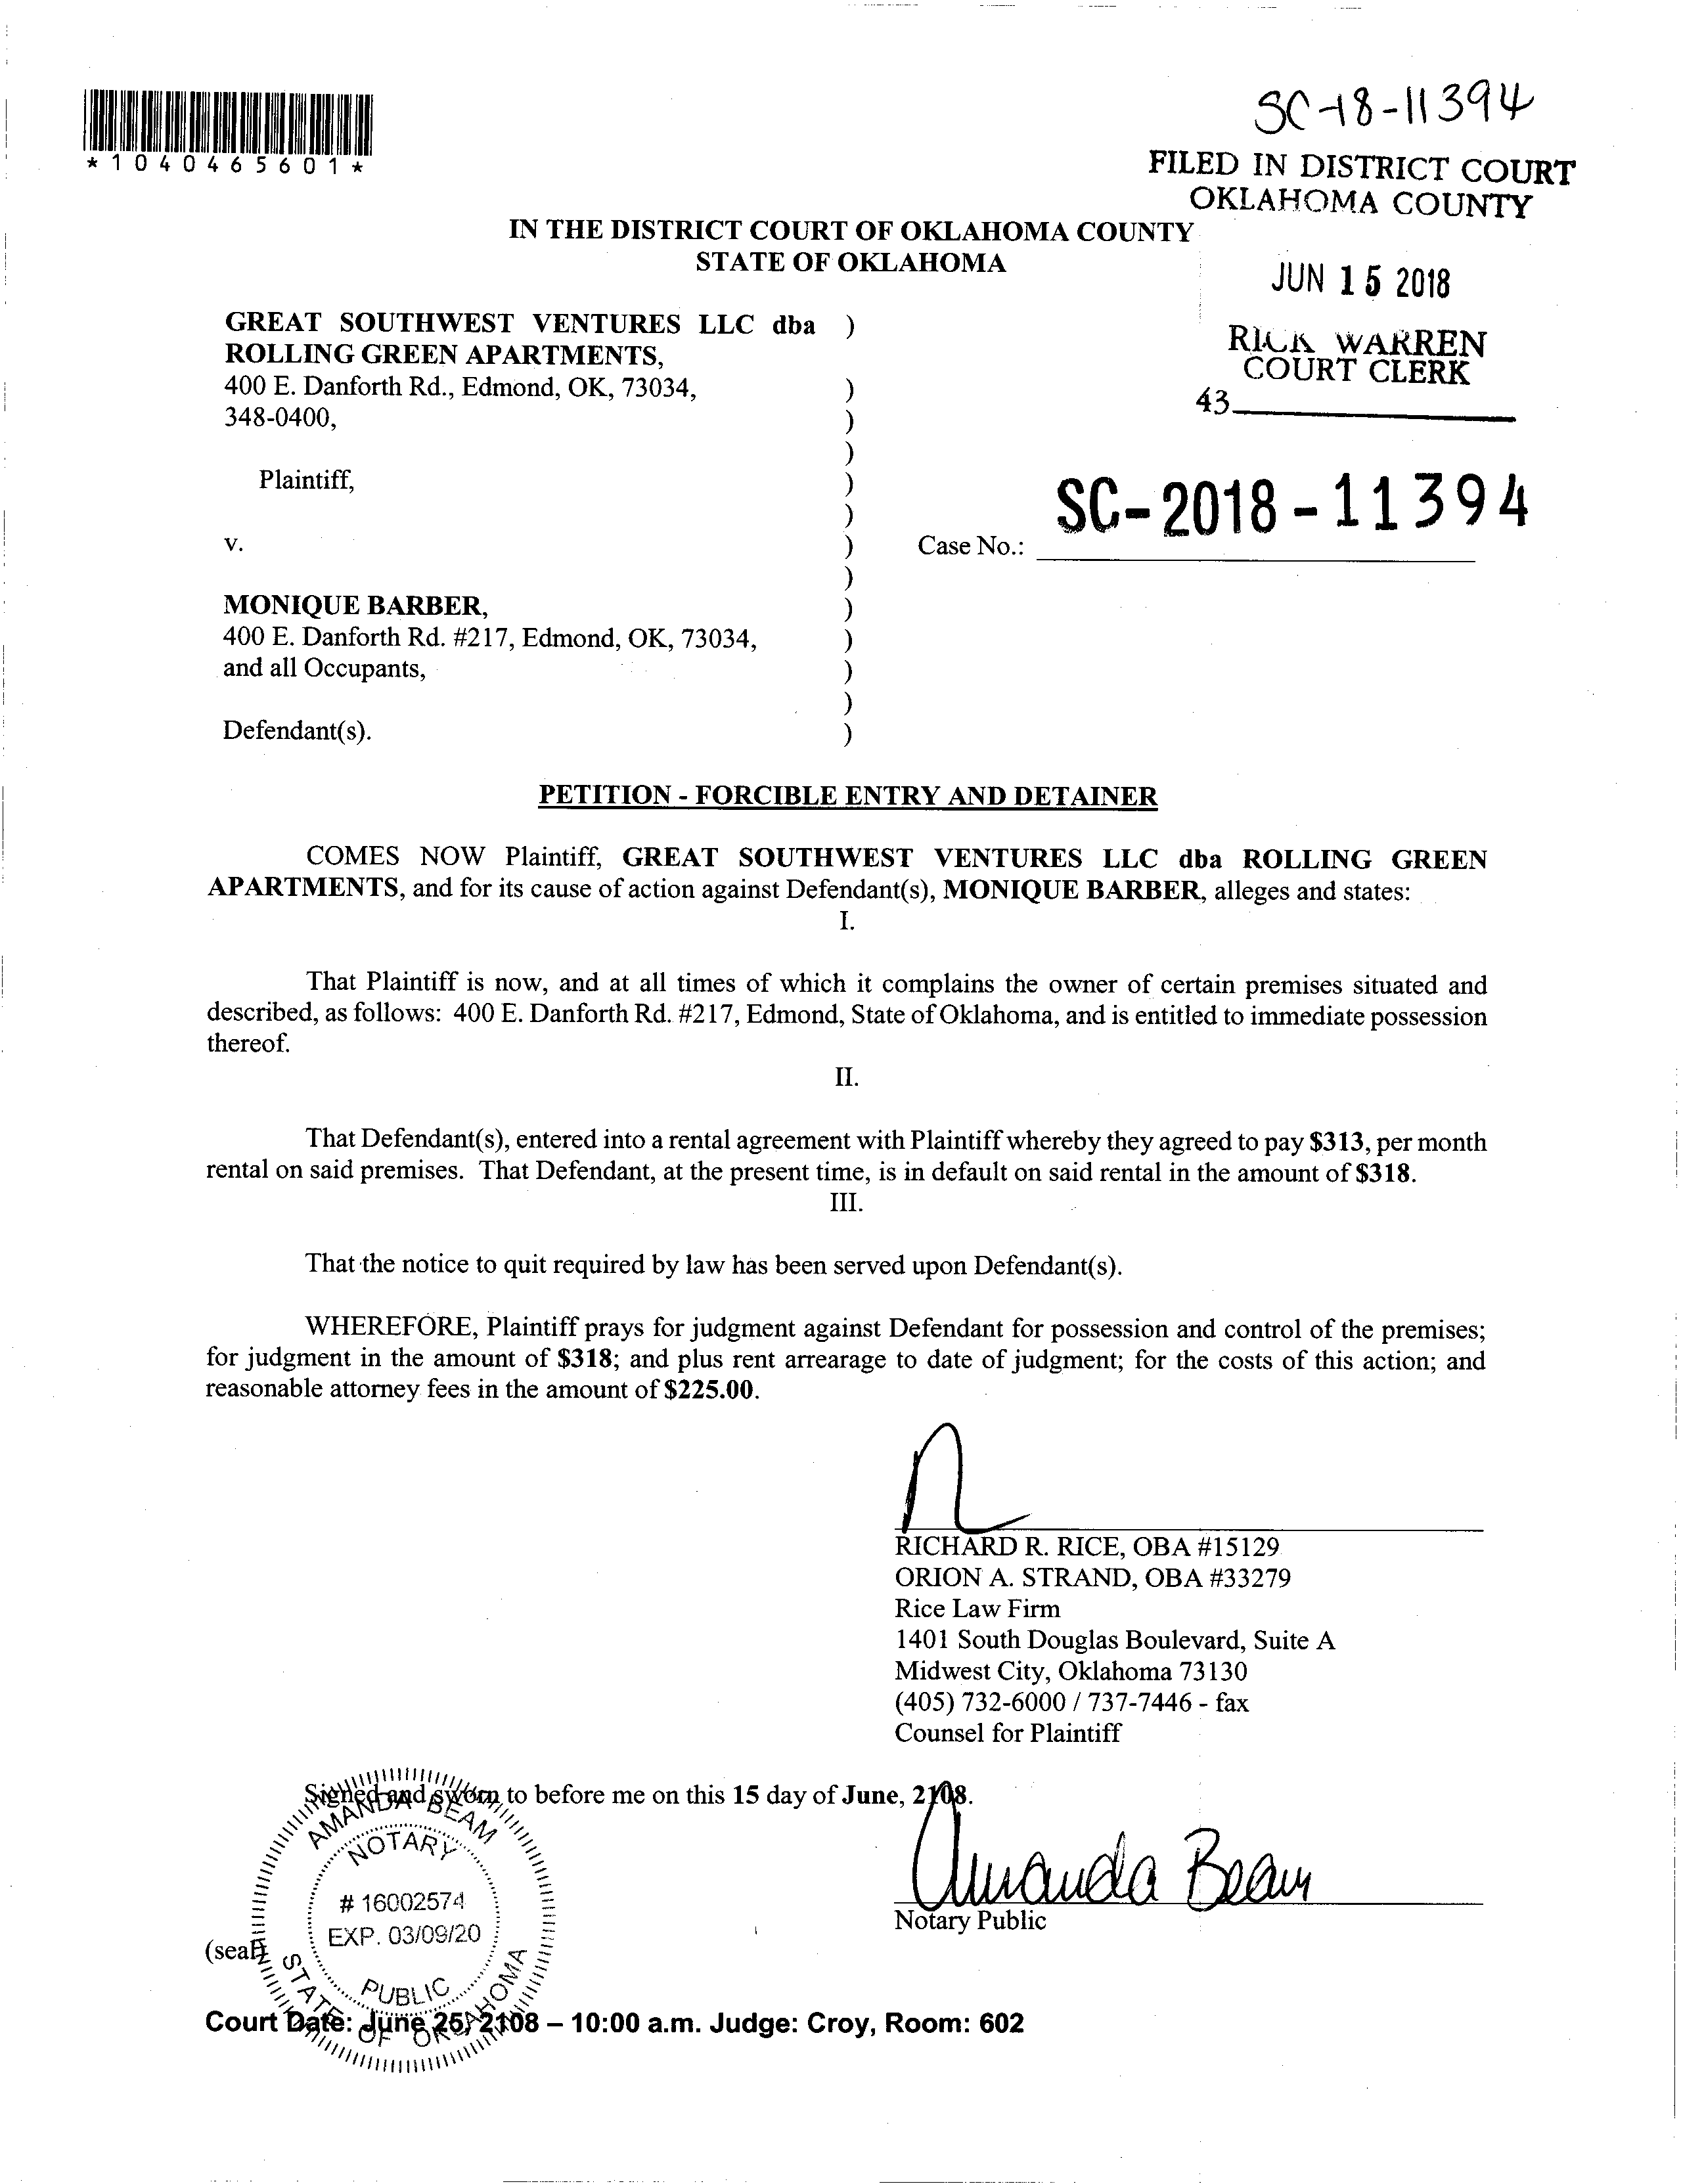 SC-18-11394
*1040465601*
FILED IN DISTRICT COURT
OKLAHOMA COUNTY
IN THE DISTRICT COURT OF OKLAHOMA COUNTY
STATE OF OKLAHOMA
JUN 15 2018
GREAT SOUTHWEST VENTURES LLC dba )
ROLLING GREEN APARTMENTS,
400 E. Danforth Rd., Edmond, OK, 73034, )
348-0400, )
)
RICK WARREN
COURT CLERK
43
Plaintiff, )
)
SC-2018-11394
v. ) Case No.:
)
MONIQUE BARBER, )
400 E. Danforth Rd. #217, Edmond, OK, 73034, )
and all Occupants, )
)
Defendant(s). )
PETITION - FORCIBLE ENTRY AND DETAINER
COMES NOW Plaintiff, GREAT SOUTHWEST VENTURES LLC dba ROLLING GREEN
APARTMENTS, and for its cause of action against Defendant(s), MONIQUE BARBER, alleges and states:
I.
That Plaintiff is now, and at all times of which it complains the owner of certain premises situated and
described, as follows: 400 E. Danforth Rd. #217, Edmond, State of Oklahoma, and is entitled to immediate possession
thereof.
II.
That Defendant(s), entered into a rental agreement with Plaintiff whereby they agreed to pay $313, per month
rental on said premises. That Defendant, at the present time, is in default on said rental in the amount of $318.
III.
That the notice to quit required by law has been served upon Defendant(s).
WHEREFORE, Plaintiff prays for judgment against Defendant for possession and control of the premises;
for judgment in the amount of $318; and plus rent arrearage to date of judgment; for the costs of this action; and
reasonable attorney fees in the amount of $225.00.
RICHARD R. RICE, OBA #15129
ORION A. STRAND, OBA #33279
Rice Law Firm
1401 South Douglas Boulevard, Suite A
Midwest City, Oklahoma 73130
(405) 732-6000 / 737-7446 - fax
Counsel for Plaintiff
Signed and sworn to before me on this 15 day of June, 2108.
AMANDA BEAM
NOTARY
# 16002574
EXP. 03/09/20
PUBLIC
STATE OF OKLAHOMA
Amanda Beam
Notary Public
(seal)
Court Date: June 25, 2108 – 10:00 a.m. Judge: Croy, Room: 602